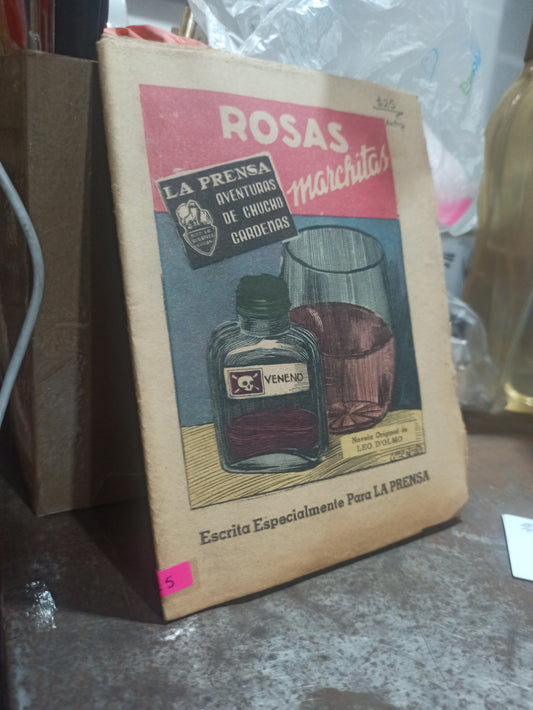 $25
ROSAS
marchitas
LA PRENSA
AVENTURAS
DE CHUCHO
CARDENAS
VENENO
Novela Original de
LEO D'OLMO
Escrita Especialmente Para LA PRENSA
5